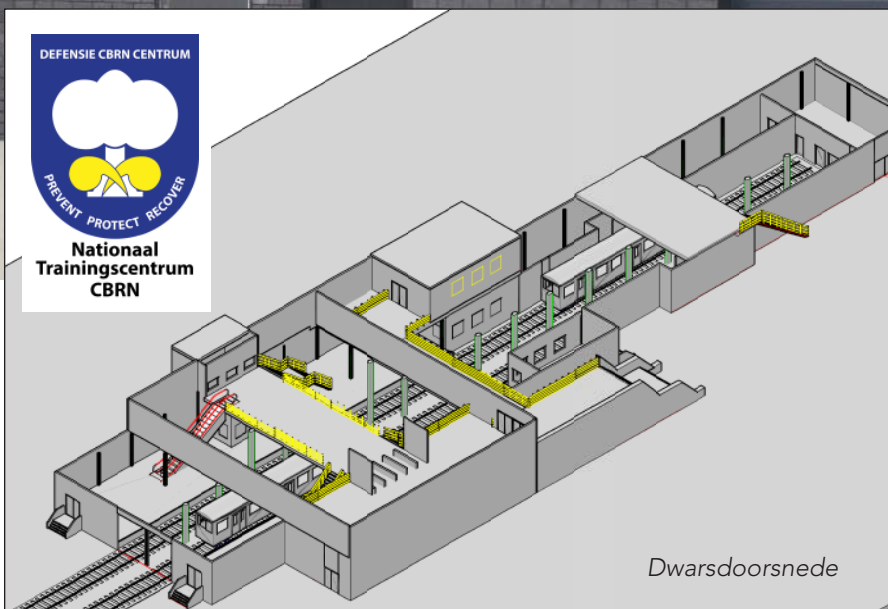 DEFENSIE CBRN CENTRUM
PREVENT PROTECT RECOVER
Nationaal
Trainingscentrum
CBRN
Dwarsdoorsnede